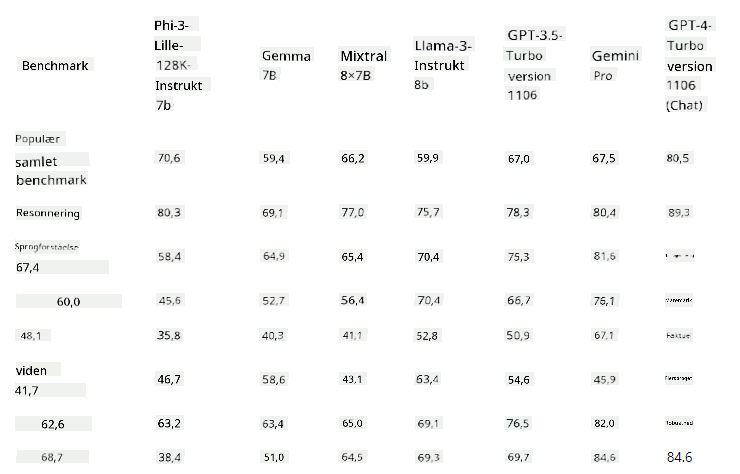 Benchmark Phi-3-Lille-128K-Instrukt 7b Gemma 7B Mixtral 8×7B Llama-3-Instrukt 8b GPT-3.5-Turbo version 1106 Gemini Pro GPT-4-Turbo version 1106 (Chat)
Populær samlet benchmark 70,6 59,4 66,2 59,9 67,0 67,5 80,5
Resonnering 80,3 69,1 77,0 75,7 78,3 80,4 89,3
Sprogforståelse 67,4 58,4 64,9 65,4 70,4 75,3 81,6
60,0 45,6 52,7 56,4 70,4 66,7 76,1
48,1 35,8 40,3 41,1 52,8 50,9 67,1 Faktuel
viden 41,7 46,7 58,6 43,1 63,4 54,6 45,9 Flersproget
62,6 63,2 63,4 65,0 69,1 76,5 82,0 Robusthed
68,7 38,4 51,0 64,5 69,3 69,7 84,6 84.6